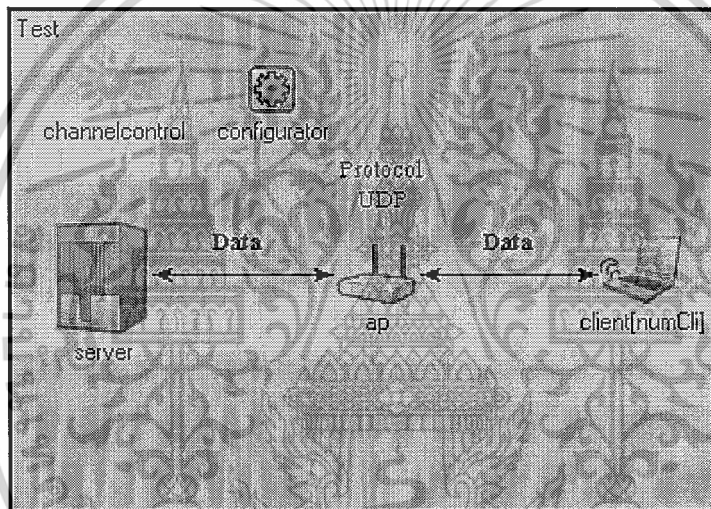 Test
channelcontrol
configurator
Protocol
UDP
Data
Data
server
ap
client[numCli]